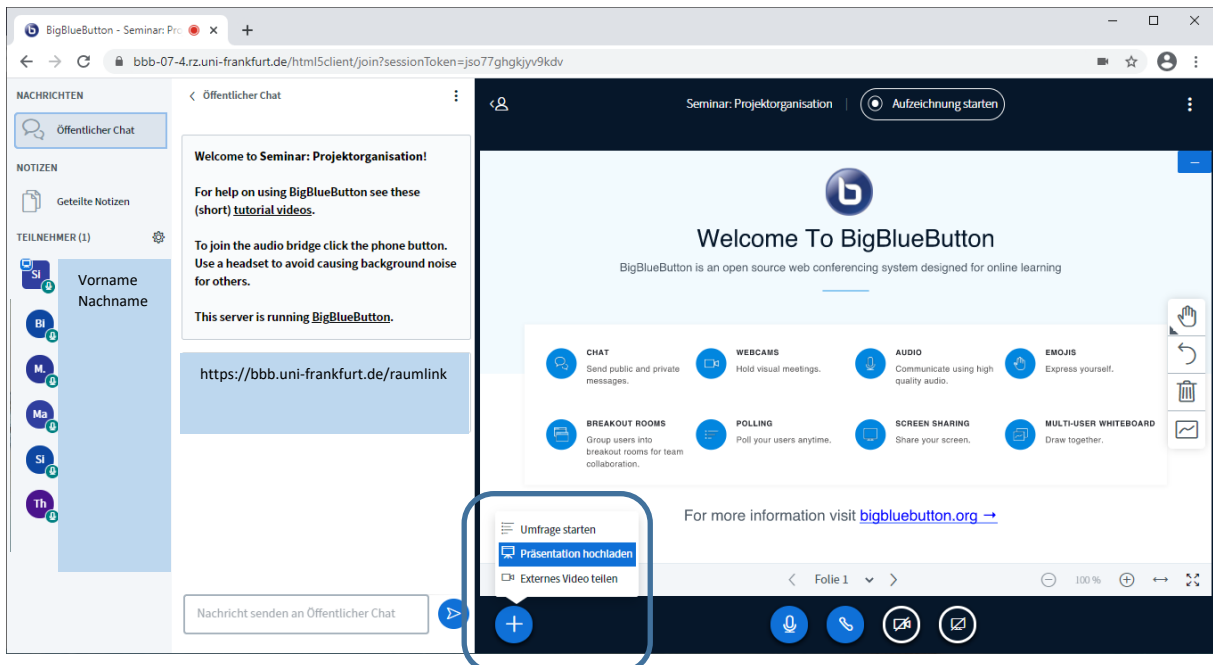 BigBlueButton - Seminar: Pro
bbb-07-4.rz.uni-frankfurt.de/html5client/join?sessionToken=jso77ghgkjyv9kdv
NACHRICHTEN
Öffentlicher Chat
NOTIZEN
Geteilte Notizen
TEILNEHMER (1)
Si
Vorname
Nachname
BI
M.
Ma
Si
Th
Öffentlicher Chat
Welcome to Seminar: Projektorganisation!
For help on using BigBlueButton see these
(short) tutorial videos.
To join the audio bridge click the phone button.
Use a headset to avoid causing background noise
for others.
This server is running BigBlueButton.
https://bbb.uni-frankfurt.de/raumlink
Nachricht senden an Öffentlicher Chat
Seminar: Projektorganisation
Aufzeichnung starten
b
Welcome To BigBlueButton
BigBlueButton is an open source web conferencing system designed for online learning
CHAT
Send public and private
messages.
WEBCAMS
Hold visual meetings.
AUDIO
Communicate using high
quality audio.
EMOJIS
Express yourself.
BREAKOUT ROOMS
Group users into
breakout rooms for team
collaboration.
POLLING
Poll your users anytime.
SCREEN SHARING
Share your screen.
MULTI-USER WHITEBOARD
Draw together.
For more information visit bigbluebutton.org →
Umfrage starten
Präsentation hochladen
Externes Video teilen
Folie 1
100 %